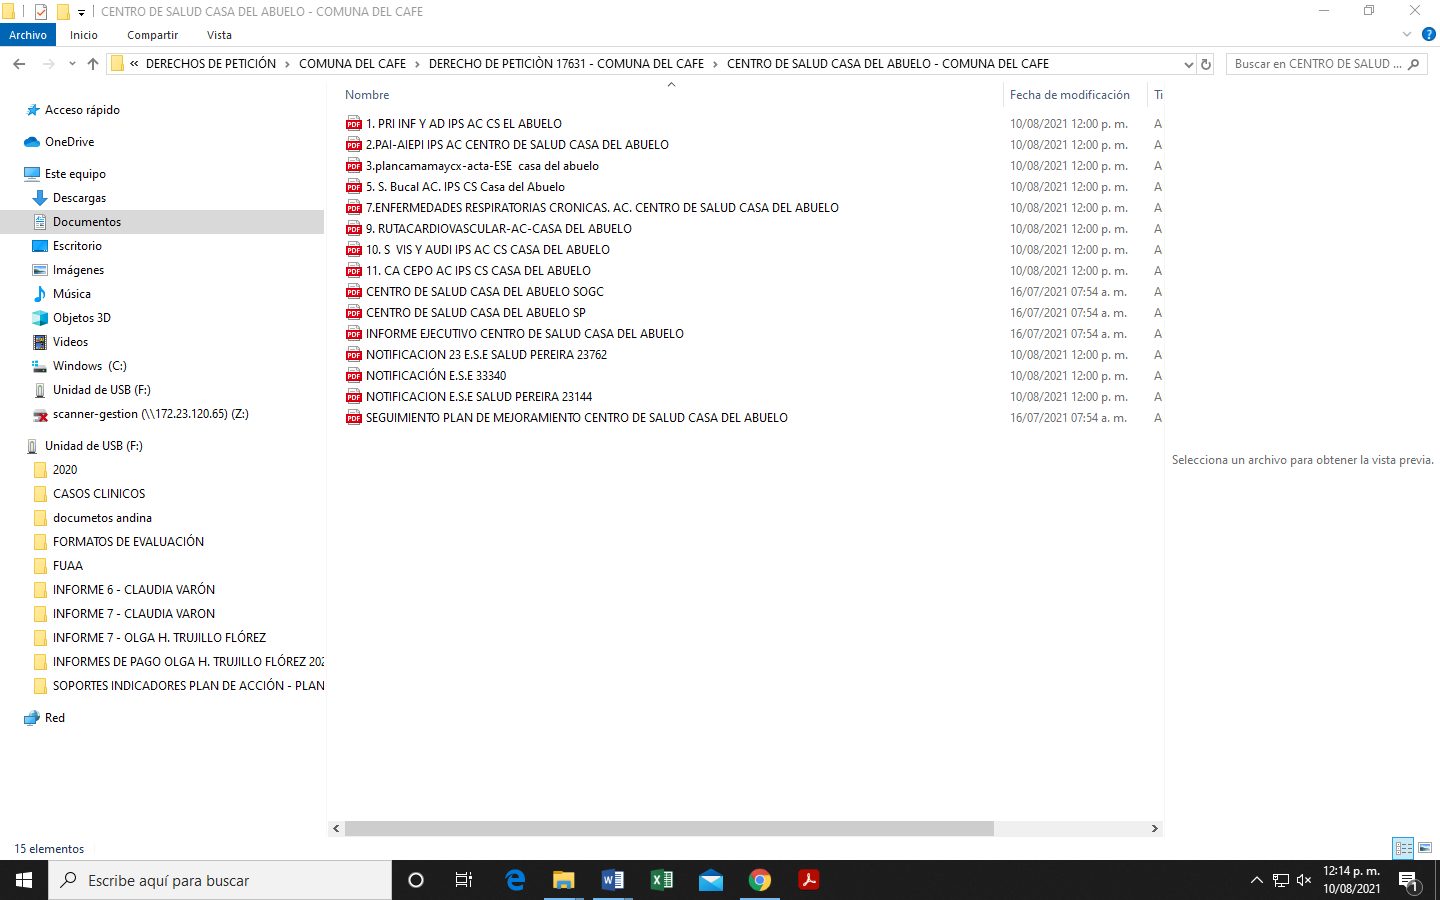 CENTRO DE SALUD CASA DEL ABUELO - COMUNA DEL CAFE
Archivo Inicio Compartir Vista
« DERECHOS DE PETICIÓN › COMUNA DEL CAFE › DERECHO DE PETICIÒN 17631 - COMUNA DEL CAFE › CENTRO DE SALUD CASA DEL ABUELO - COMUNA DEL CAFE
Buscar en CENTRO DE SALUD ...
Acceso rápido
OneDrive
Este equipo
Descargas
Documentos
Escritorio
Imágenes
Música
Objetos 3D
Videos
Windows (C:)
Unidad de USB (F:)
scanner-gestion (\\172.23.120.65) (Z:)
Unidad de USB (F:)
2020
CASOS CLINICOS
documetos andina
FORMATOS DE EVALUACIÓN
FUAA
INFORME 6 - CLAUDIA VARÓN
INFORME 7 - CLAUDIA VARON
INFORME 7 - OLGA H. TRUJILLO FLÓREZ
INFORMES DE PAGO OLGA H. TRUJILLO FLÓREZ 202
SOPORTES INDICADORES PLAN DE ACCIÓN - PLAN
Red
Nombre Fecha de modificación Ti
1. PRI INF Y AD IPS AC CS EL ABUELO 10/08/2021 12:00 p. m. A
2.PAI-AIEPI IPS AC CENTRO DE SALUD CASA DEL ABUELO 10/08/2021 12:00 p. m. A
3.plancamamaycx-acta-ESE  casa del abuelo 10/08/2021 12:00 p. m. A
5. S. Bucal AC. IPS CS Casa del Abuelo 10/08/2021 12:00 p. m. A
7.ENFERMEDADES RESPIRATORIAS CRONICAS. AC. CENTRO DE SALUD CASA DEL ABUELO 10/08/2021 12:00 p. m. A
9. RUTACARDIOVASCULAR-AC-CASA DEL ABUELO 10/08/2021 12:00 p. m. A
10. S  VIS Y AUDI IPS AC CS CASA DEL ABUELO 10/08/2021 12:00 p. m. A
11. CA CEPO AC IPS CS CASA DEL ABUELO 10/08/2021 12:00 p. m. A
CENTRO DE SALUD CASA DEL ABUELO SOGC 16/07/2021 07:54 a. m. A
CENTRO DE SALUD CASA DEL ABUELO SP 16/07/2021 07:54 a. m. A
INFORME EJECUTIVO CENTRO DE SALUD CASA DEL ABUELO 16/07/2021 07:54 a. m. A
NOTIFICACION 23 E.S.E SALUD PEREIRA 23762 10/08/2021 12:00 p. m. A
NOTIFICACIÓN E.S.E 33340 10/08/2021 12:00 p. m. A
NOTIFICACION E.S.E SALUD PEREIRA 23144 10/08/2021 12:00 p. m. A
SEGUIMIENTO PLAN DE MEJORAMIENTO CENTRO DE SALUD CASA DEL ABUELO 16/07/2021 07:54 a. m. A
Selecciona un archivo para obtener la vista previa.
15 elementos
Escribe aquí para buscar
12:14 p. m.
10/08/2021
1